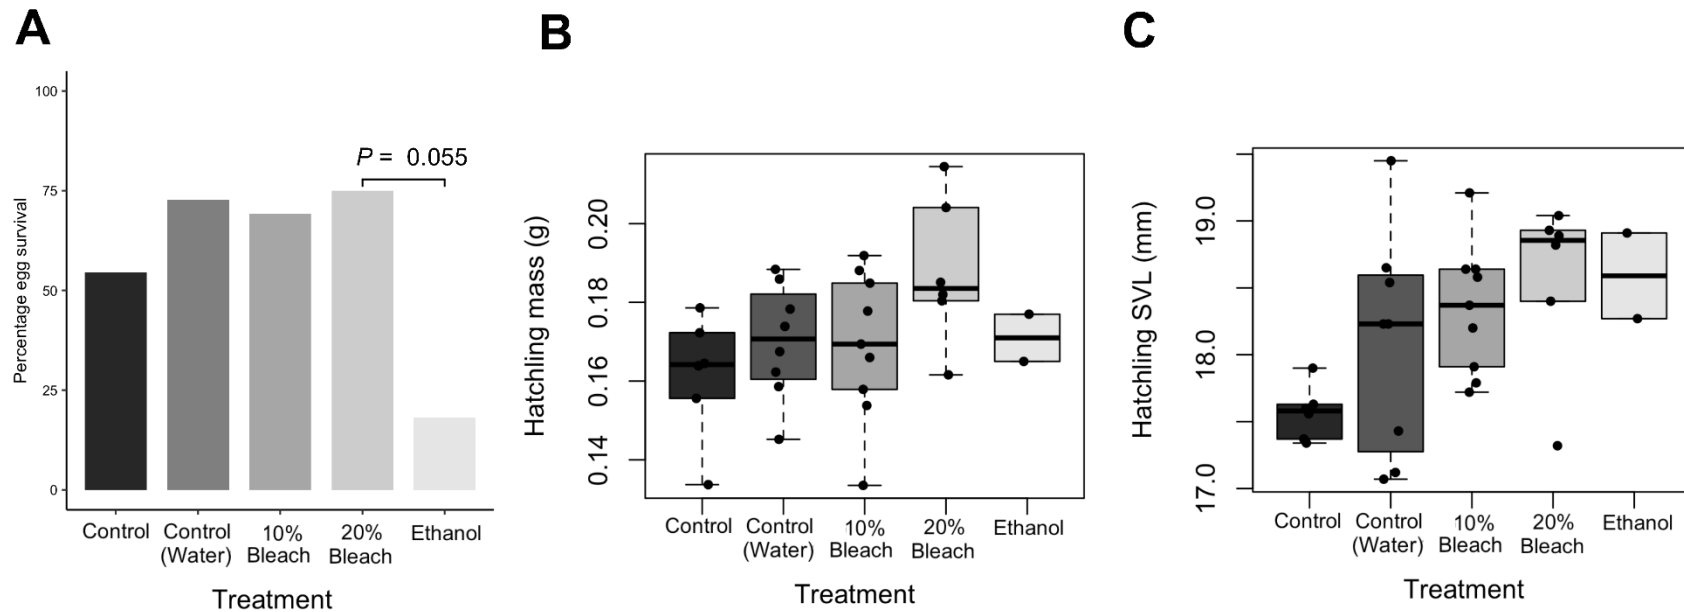 A
Percentage egg survival
100
75
50
25
0
P = 0.055
Control
Control
(Water)
10%
Bleach
20%
Bleach
Ethanol
Treatment
B
Hatchling mass (g)
0.20
0.18
0.16
0.14
Control
Control
(Water)
10%
Bleach
20%
Bleach
Ethanol
Treatment
C
Hatchling SVL (mm)
19.0
18.0
17.0
Control
Control
(Water)
10%
Bleach
20%
Bleach
Ethanol
Treatment